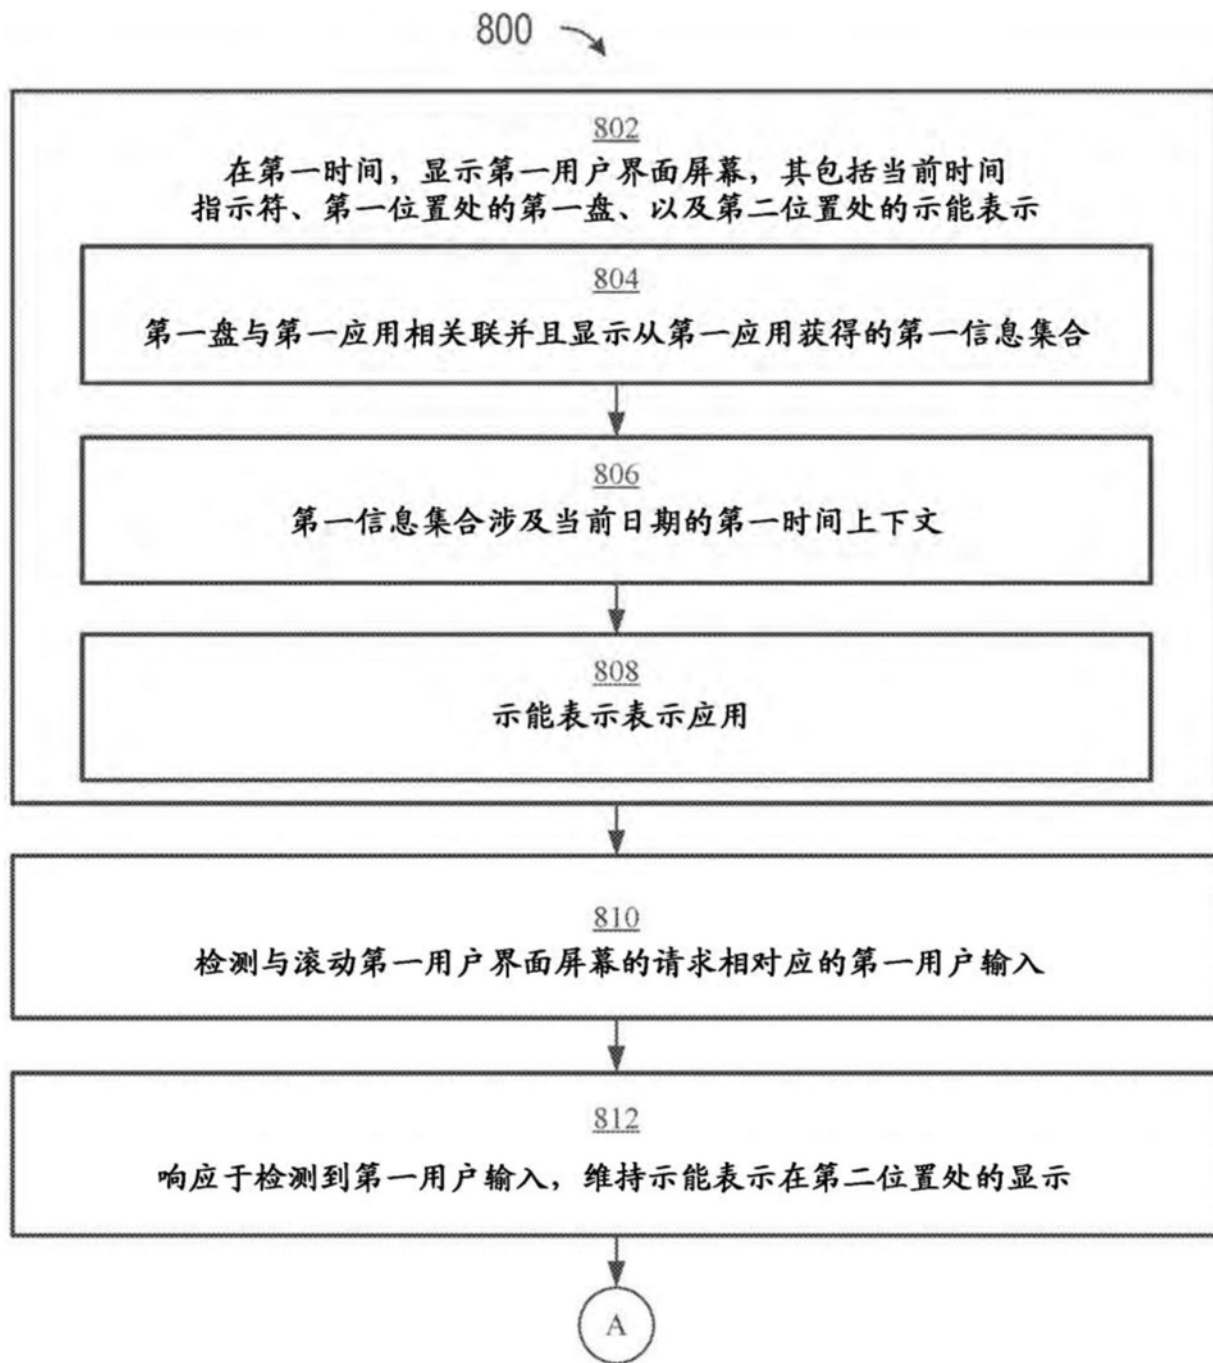 800
802
在第一时间，显示第一用户界面屏幕，其包括当前时间
指示符、第一位置处的第一盘、以及第二位置处的示能表示
804
第一盘与第一应用相关联并且显示从第一应用获得的第一信息集合
806
第一信息集合涉及当前日期的第一时间上下文
808
示能表示表示应用
810
检测与滚动第一用户界面屏幕的请求相对应的第一用户输入
812
响应于检测到第一用户输入，维持示能表示在第二位置处的显示
A